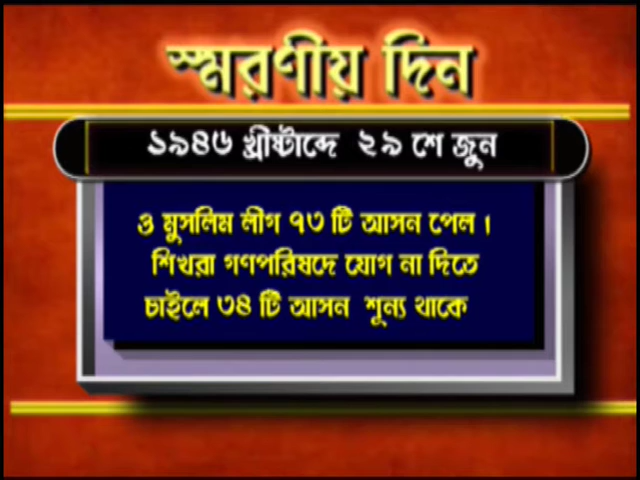 স্মরণীয় দিন
১৯৪৬ খ্রীষ্টাব্দে ২৯ শে জুন
ও মুসলিম লীগ ৭৩ টি আসন পেল ।
শিখরা গণপরিষদে যোগ না দিতে
চাইলে ৩৪ টি আসন শূন্য থাকে